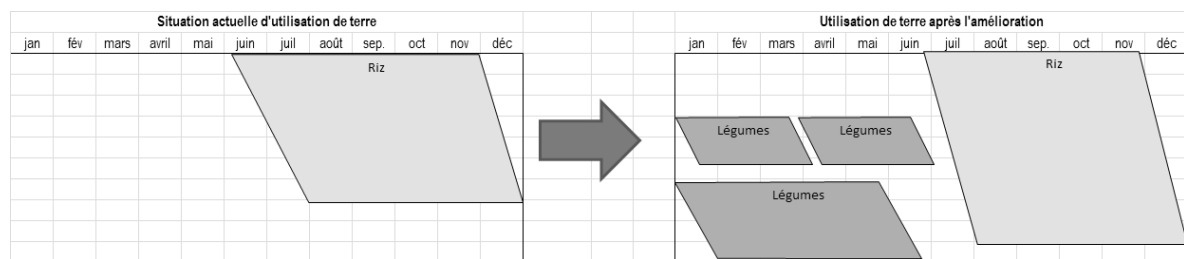 Situation actuelle d'utilisation de terre
jan fév mars avril mai juin juil août sep. oct nov déc
Riz
Utilisation de terre après l'amélioration
jan fév mars avril mai juin juil août sep. oct nov déc
Riz
Légumes Légumes
Légumes